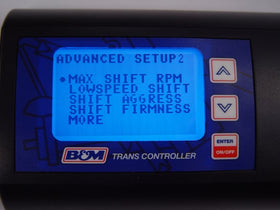 ADVANCED SETUP2
•MAX SHIFT RPM
LOWSPEED SHIFT
SHIFT AGGRESS
SHIFT FIRMNESS
MORE
B&M TRANS CONTROLLER
ENTER
ON/OFF